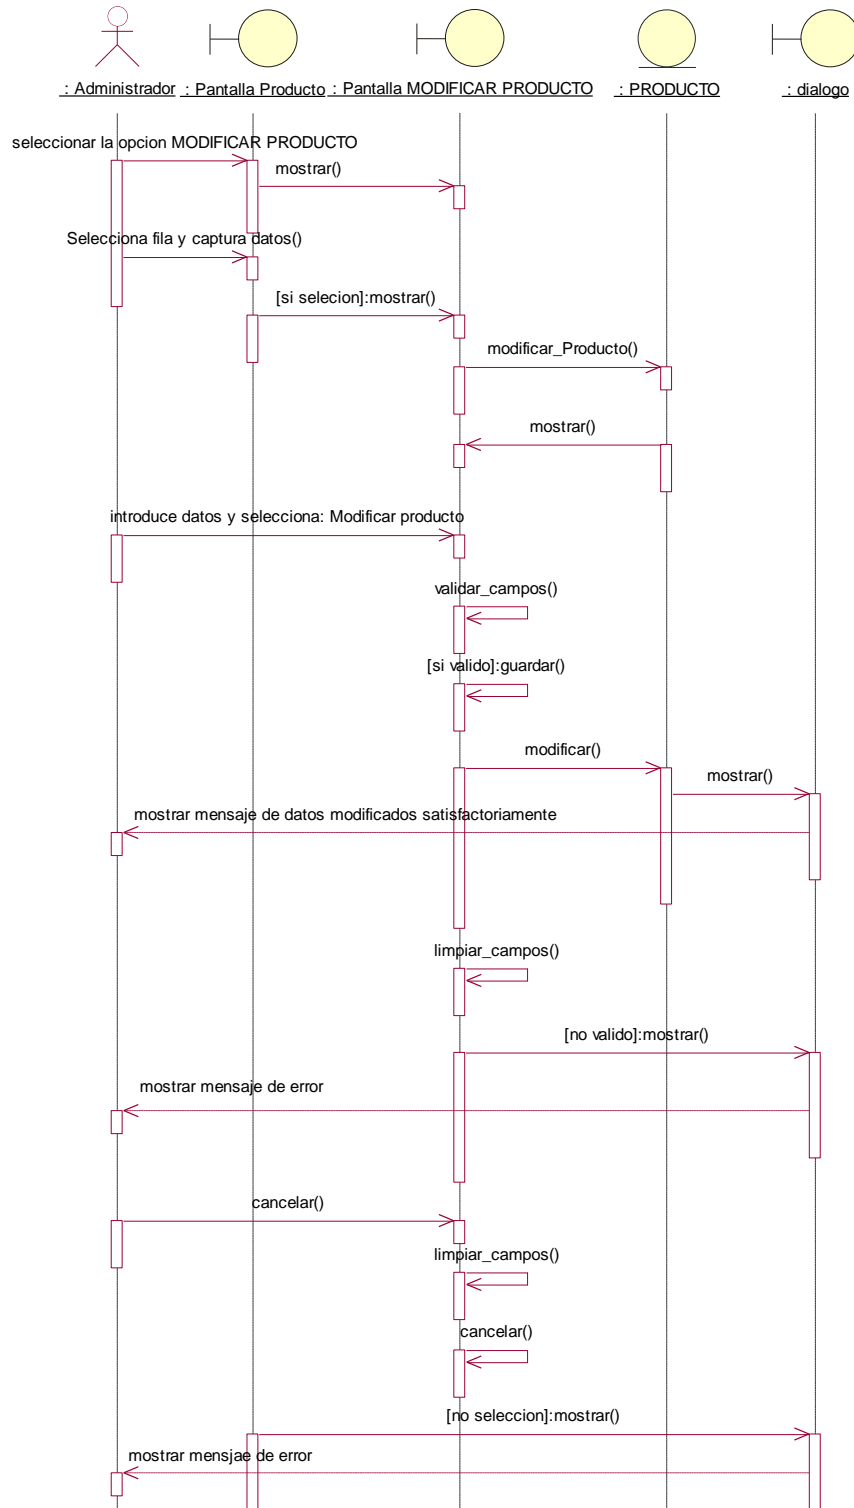 : Administrador
: Pantalla Producto
: Pantalla MODIFICAR PRODUCTO
: PRODUCTO
: dialogo
seleccionar la opcion MODIFICAR PRODUCTO
mostrar()
Selecciona fila y captura datos()
[si selecion]:mostrar()
modificar_Producto()
mostrar()
introduce datos y selecciona: Modificar producto
validar_campos()
[si valido]:guardar()
modificar()
mostrar()
mostrar mensaje de datos modificados satisfactoriamente
limpiar_campos()
[no valido]:mostrar()
mostrar mensaje de error
cancelar()
limpiar_campos()
cancelar()
[no seleccion]:mostrar()
mostrar mensjae de error